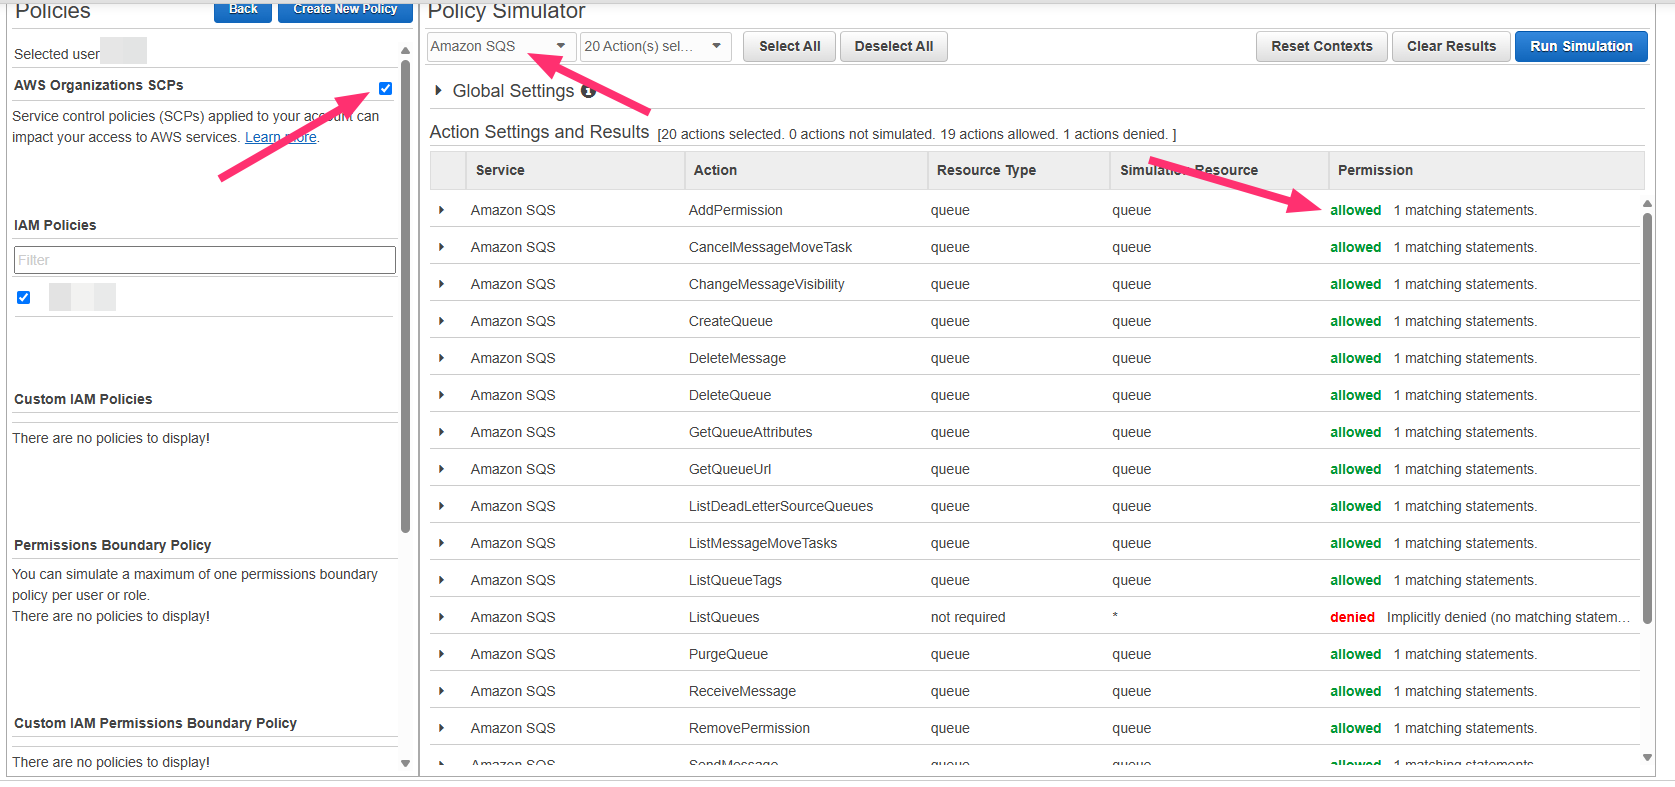 Policies
Back
Create New Policy
Selected user
AWS Organizations SCPs
Service control policies (SCPs) applied to your account can
impact your access to AWS services. Learn more.
IAM Policies
Filter
Custom IAM Policies
There are no policies to display!
Permissions Boundary Policy
You can simulate a maximum of one permissions boundary
policy per user or role.
There are no policies to display!
Custom IAM Permissions Boundary Policy
There are no policies to display!
Policy Simulator
Amazon SQS
20 Action(s) sel...
Select All
Deselect All
Reset Contexts
Clear Results
Run Simulation
Global Settings
Action Settings and Results [20 actions selected. 0 actions not simulated. 19 actions allowed. 1 actions denied. ]
Service Action Resource Type Simulation Resource Permission
Amazon SQS AddPermission queue queue allowed 1 matching statements.
Amazon SQS CancelMessageMoveTask queue queue allowed 1 matching statements.
Amazon SQS ChangeMessageVisibility queue queue allowed 1 matching statements.
Amazon SQS CreateQueue queue queue allowed 1 matching statements.
Amazon SQS DeleteMessage queue queue allowed 1 matching statements.
Amazon SQS DeleteQueue queue queue allowed 1 matching statements.
Amazon SQS GetQueueAttributes queue queue allowed 1 matching statements.
Amazon SQS GetQueueUrl queue queue allowed 1 matching statements.
Amazon SQS ListDeadLetterSourceQueues queue queue allowed 1 matching statements.
Amazon SQS ListMessageMoveTasks queue queue allowed 1 matching statements.
Amazon SQS ListQueueTags queue queue allowed 1 matching statements.
Amazon SQS ListQueues not required * denied Implicitly denied (no matching statem...
Amazon SQS PurgeQueue queue queue allowed 1 matching statements.
Amazon SQS ReceiveMessage queue queue allowed 1 matching statements.
Amazon SQS RemovePermission queue queue allowed 1 matching statements.
Amazon SQS SendMessage queue queue allowed 1 matching statements.